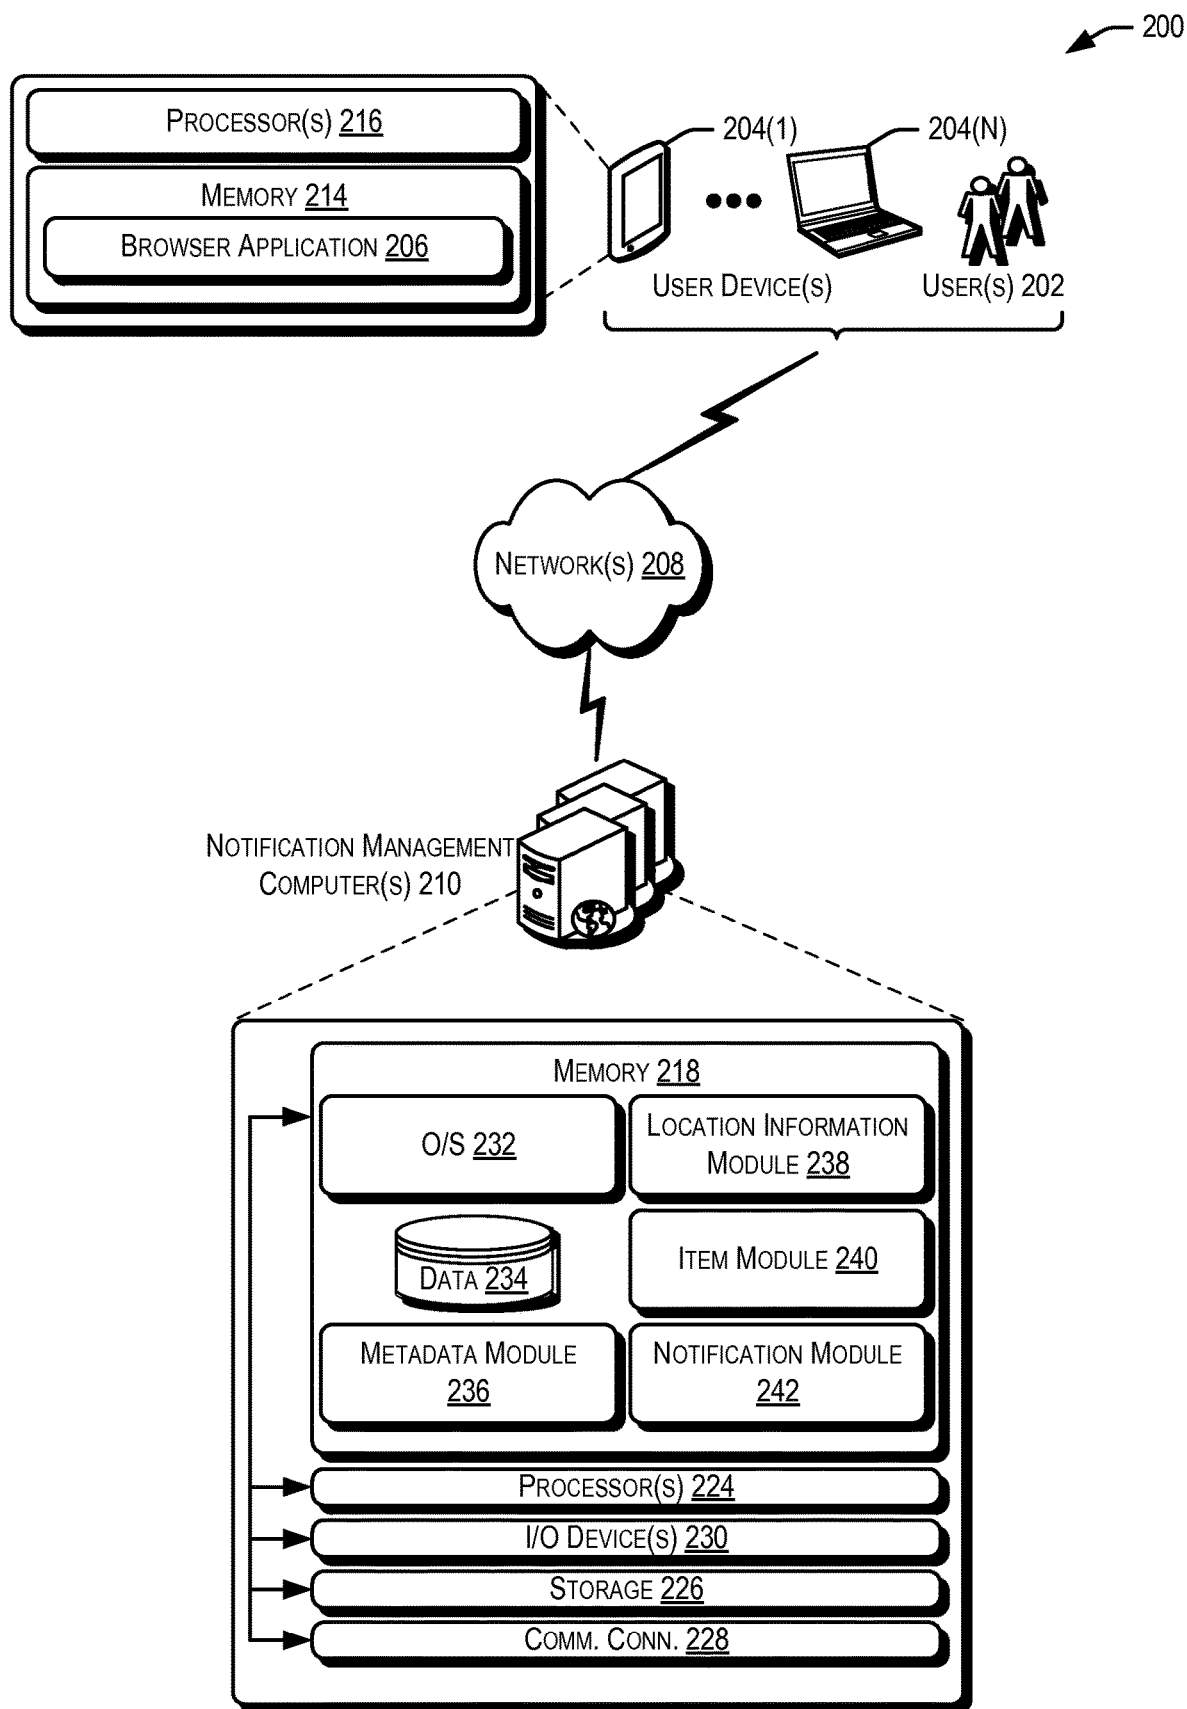 200
PROCESSOR(S) 216
MEMORY 214
BROWSER APPLICATION 206
204(1)
204(N)
USER DEVICE(S)
USER(S) 202
NETWORK(S) 208
NOTIFICATION MANAGEMENT
COMPUTER(S) 210
MEMORY 218
O/S 232
LOCATION INFORMATION
MODULE 238
DATA 234
ITEM MODULE 240
METADATA MODULE
236
NOTIFICATION MODULE
242
PROCESSOR(S) 224
I/O DEVICE(S) 230
STORAGE 226
COMM. CONN. 228